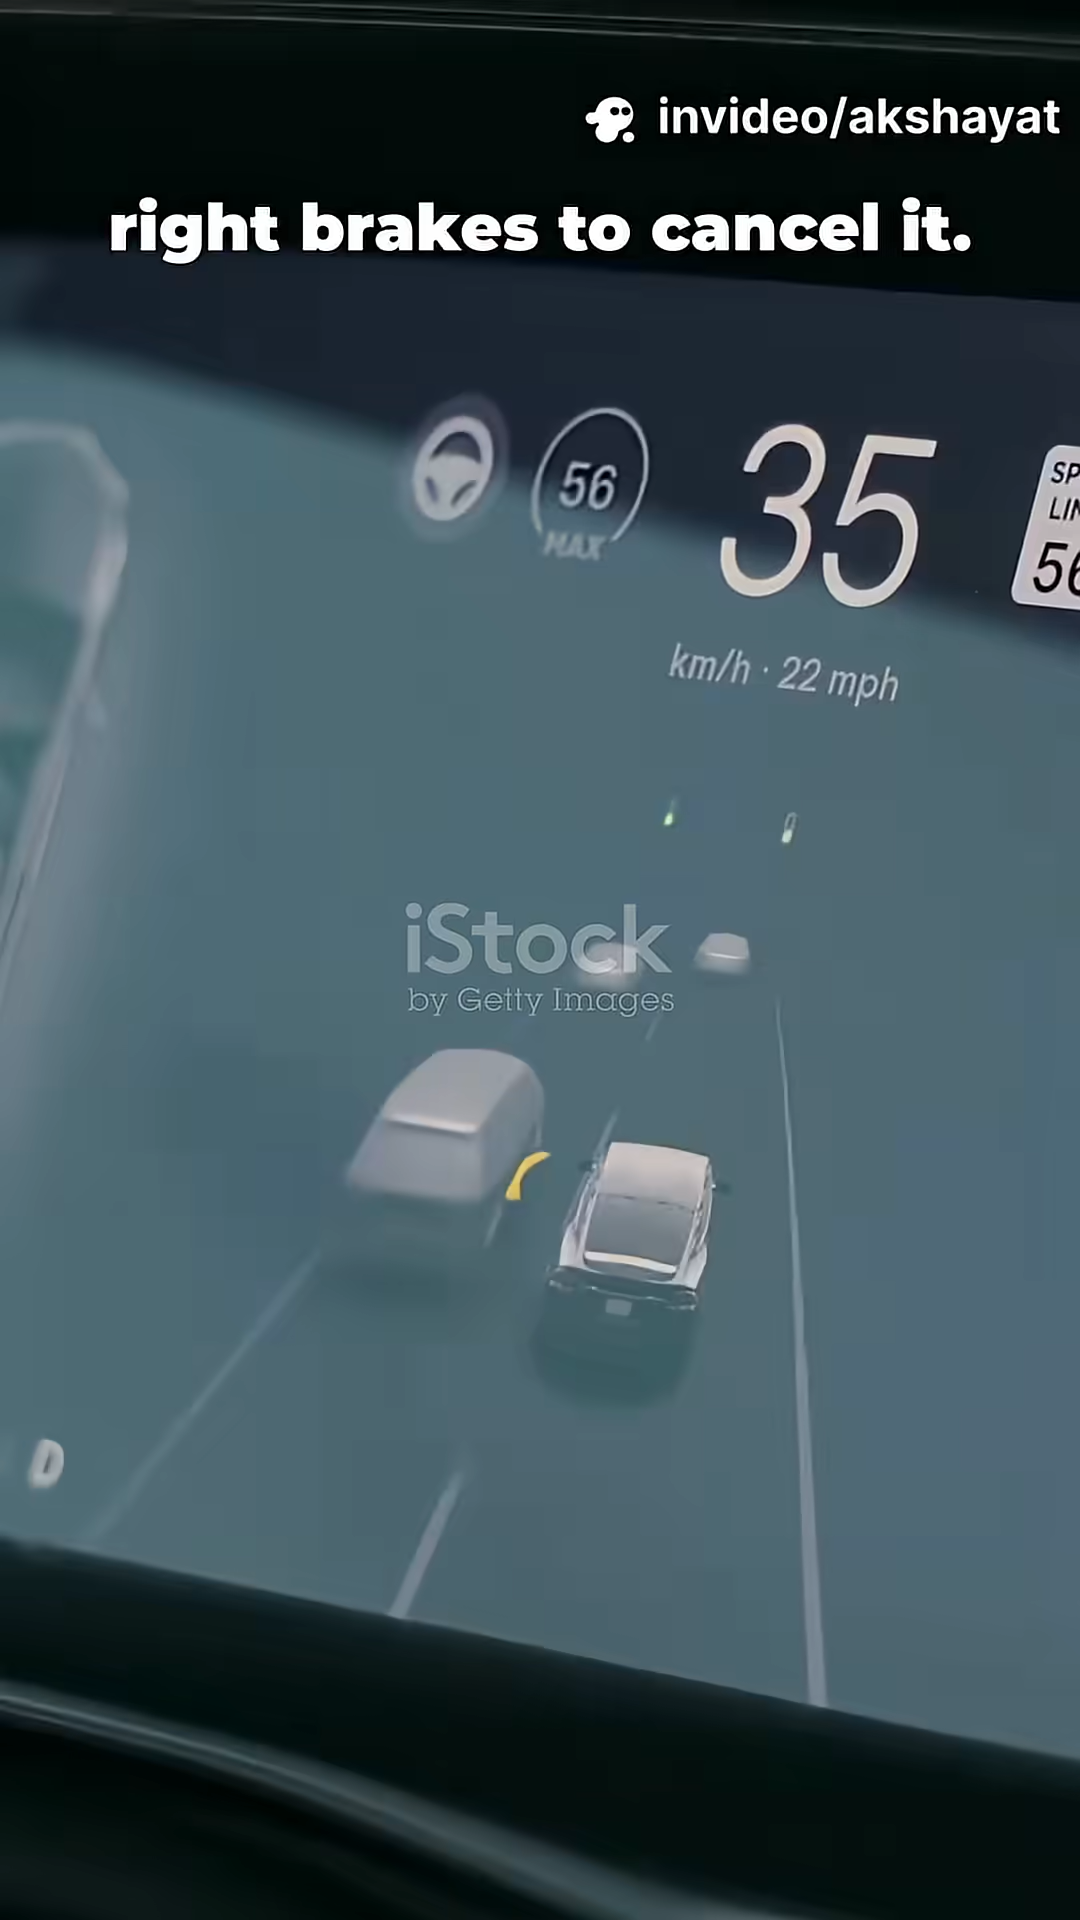 invideo/akshayat
right brakes to cancel it.
56
MAX
35
km/h · 22 mph
SP
LIN
56
iStock
by Getty Images
D